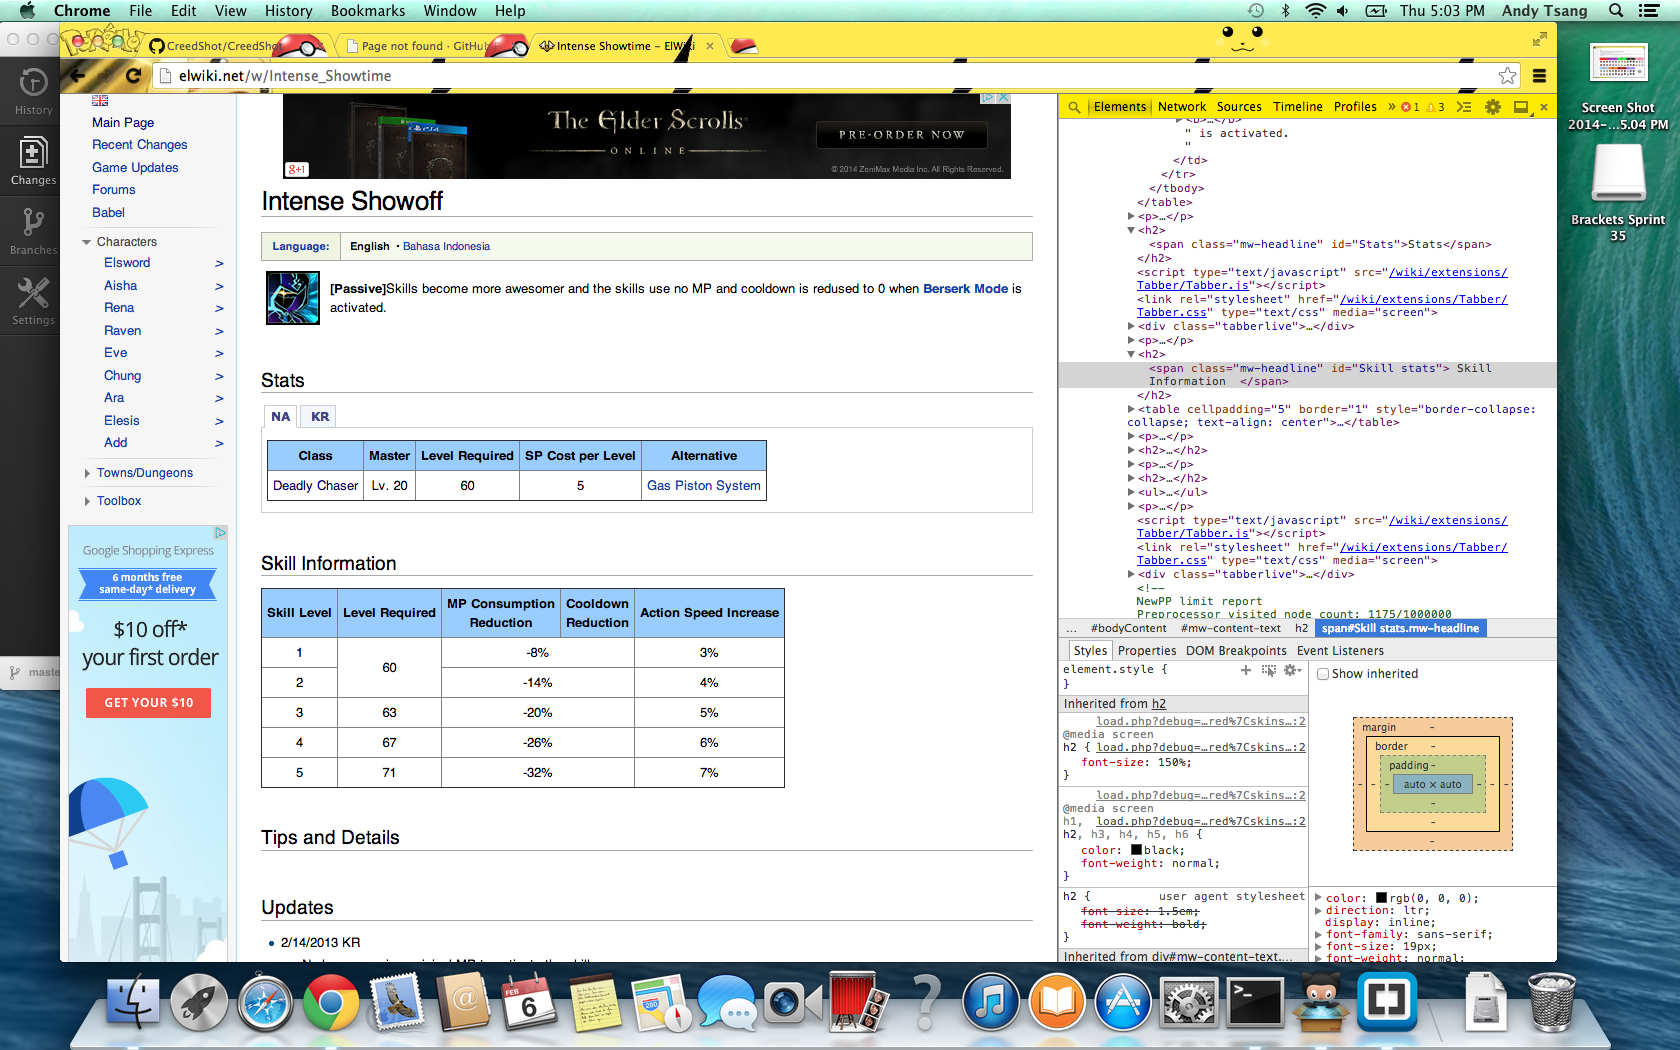 Chrome File Edit View History Bookmarks Window Help
Thu 5:03 PM Andy Tsang
CreedShot/CreedShot
Page not found · GitHub
Intense Showtime – ElWiki
elwiki.net/w/Intense_Showtime
History
Changes
Branches
Settings
master
Main Page
Recent Changes
Game Updates
Forums
Babel
Characters
Elsword >
Aisha >
Rena >
Raven >
Eve >
Chung >
Ara >
Elesis >
Add >
Towns/Dungeons
Toolbox
Google Shopping Express
6 months free
same-day* delivery
$10 off*
your first order
GET YOUR $10
The Elder Scrolls
ONLINE
PRE-ORDER NOW
g+1
© 2014 ZeniMax Media Inc. All Rights Reserved.
Intense Showoff
Language: English • Bahasa Indonesia
[Passive]Skills become more awesomer and the skills use no MP and cooldown is redused to 0 when Berserk Mode is
activated.
Stats
NA KR
Class Master Level Required SP Cost per Level Alternative
Deadly Chaser Lv. 20 60 5 Gas Piston System
Skill Information
Skill Level Level Required MP Consumption Reduction Cooldown Reduction Action Speed Increase
1 60 -8% 3%
2 -14% 4%
3 63 -20% 5%
4 67 -26% 6%
5 71 -32% 7%
Tips and Details
Updates
• 2/14/2013 KR
Elements Network Sources Timeline Profiles » 1 3
▶<b>…</b>
" is activated.
"
</td>
</tr>
</tbody>
</table>
▶<p>…</p>
▼<h2>
<span class="mw-headline" id="Stats">Stats</span>
</h2>
<script type="text/javascript" src="/wiki/extensions/
Tabber/Tabber.js"></script>
<link rel="stylesheet" href="/wiki/extensions/Tabber/
Tabber.css" type="text/css" media="screen">
▶<div class="tabberlive">…</div>
▶<p>…</p>
▼<h2>
<span class="mw-headline" id="Skill stats"> Skill
Information </span>
</h2>
▶<table cellpadding="5" border="1" style="border-collapse:
collapse; text-align: center">…</table>
▶<p>…</p>
▶<h2>…</h2>
▶<p>…</p>
▶<h2>…</h2>
▶<ul>…</ul>
▶<p>…</p>
<script type="text/javascript" src="/wiki/extensions/
Tabber/Tabber.js"></script>
<link rel="stylesheet" href="/wiki/extensions/Tabber/
Tabber.css" type="text/css" media="screen">
▶<div class="tabberlive">…</div>
<!--
NewPP limit report
Preprocessor visited node count: 1175/1000000
... #bodyContent #mw-content-text h2 span#Skill stats.mw-headline
Styles Properties DOM Breakpoints Event Listeners
element.style {
}
Inherited from h2
load.php?debug=…red%7Cskins…:2
@media screen
h2 { load.php?debug=…red%7Cskins…:2
font-size: 150%;
}
load.php?debug=…red%7Cskins…:2
@media screen
h1, load.php?debug=…red%7Cskins…:2
h2, h3, h4, h5, h6 {
color: black;
font-weight: normal;
}
h2 { user agent stylesheet
font-size: 1.5em;
font-weight: bold;
}
Inherited from div#mw-content-text.…
Show inherited
margin -
border -
padding -
- - - auto × auto - - -
-
-
-
▶ color: rgb(0, 0, 0);
▶ direction: ltr;
display: inline;
▶ font-family: sans-serif;
▶ font-size: 19px;
▶ font-weight: normal;
Screen Shot
2014-...5.04 PM
Brackets Sprint
35
FEB
6